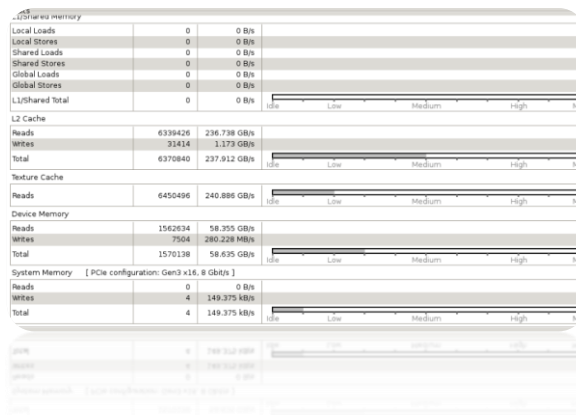 L1/Shared Memory
Local Loads 0 0 B/s
Local Stores 0 0 B/s
Shared Loads 0 0 B/s
Shared Stores 0 0 B/s
Global Loads 0 0 B/s
Global Stores 0 0 B/s
L1/Shared Total 0 0 B/s
Idle Low Medium High
L2 Cache
Reads 6339426 236.738 GB/s
Writes 31414 1.173 GB/s
Total 6370840 237.912 GB/s
Idle Low Medium High
Texture Cache
Reads 6450496 240.886 GB/s
Idle Low Medium High
Device Memory
Reads 1562634 58.355 GB/s
Writes 7504 280.228 MB/s
Total 1570138 58.635 GB/s
Idle Low Medium High
System Memory [ PCIe configuration: Gen3 x16, 8 Gbit/s ]
Reads 0 0 B/s
Writes 4 149.375 kB/s
Total 4 149.375 kB/s
Idle Low Medium High